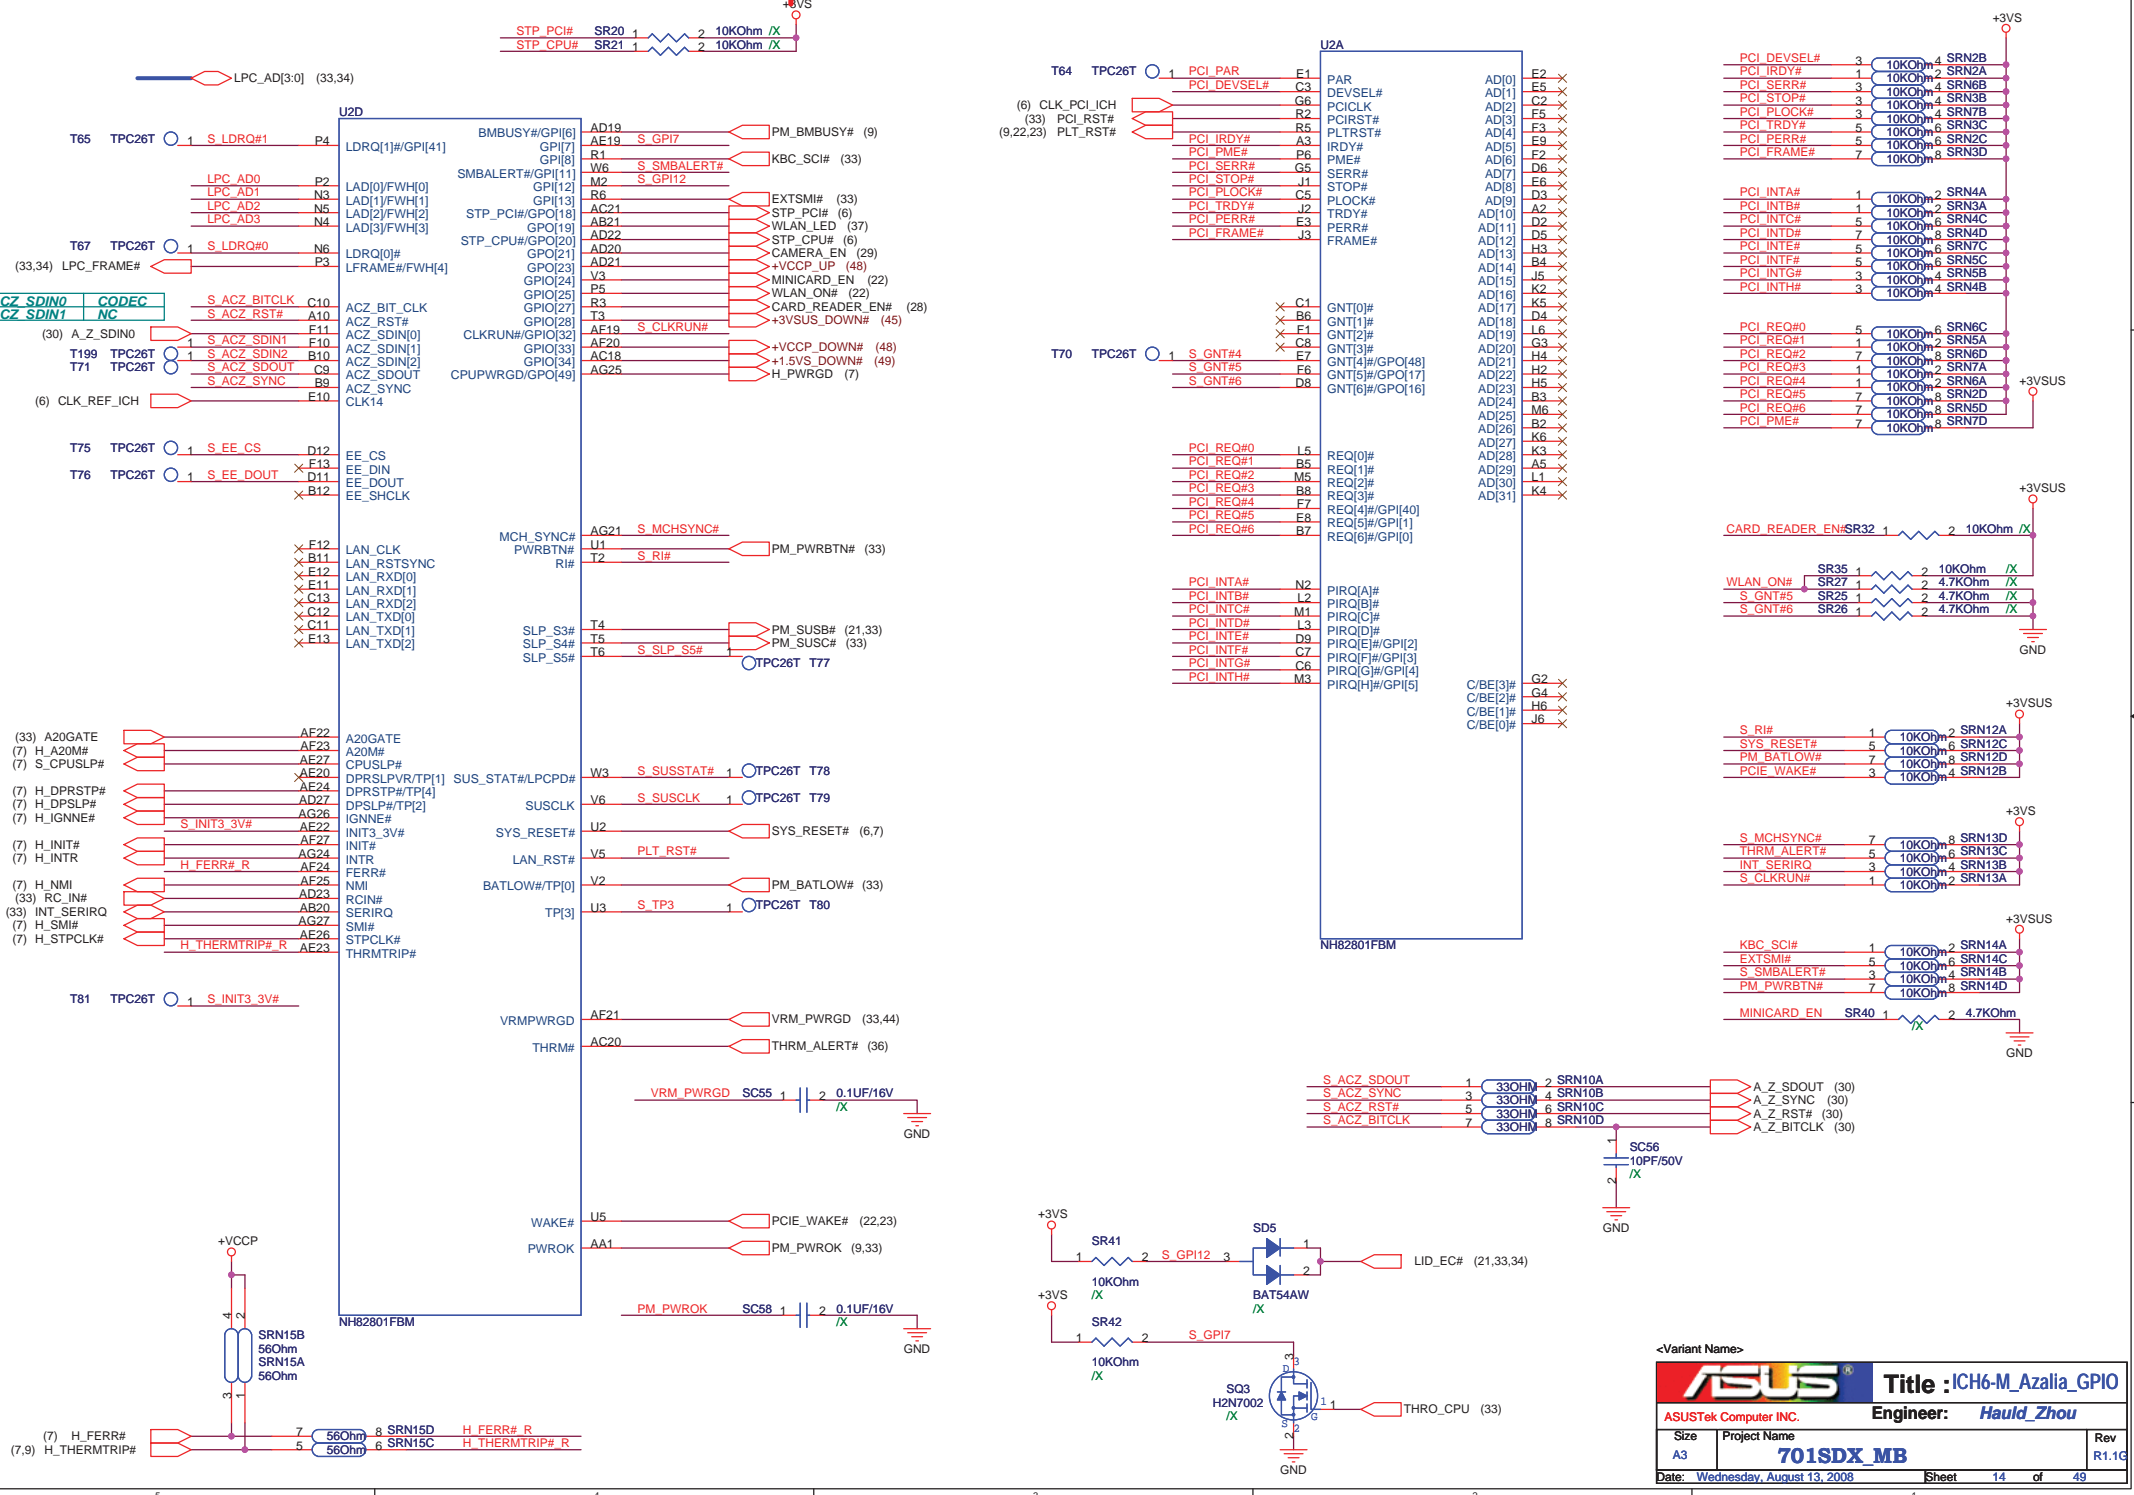 +3VS
STP_PCI# SR20 1 2 10KOhm /X
STP_CPU# SR21 1 2 10KOhm /X
LPC_AD[3:0] (33,34)
U2D
T65 TPC26T 1 S_LDRQ#1 P4 LDRQ[1]#/GPI[41]
LPC_AD0 P2 LAD[0]/FWH[0]
LPC_AD1 N3 LAD[1]/FWH[1]
LPC_AD2 N5 LAD[2]/FWH[2]
LPC_AD3 N4 LAD[3]/FWH[3]
T67 TPC26T 1 S_LDRQ#0 N6 LDRQ[0]#
(33,34) LPC_FRAME# P3 LFRAME#/FWH[4]
CZ_SDIN0 CODEC
CZ_SDIN1 NC
S_ACZ_BITCLK C10 ACZ_BIT_CLK
S_ACZ_RST# A10 ACZ_RST#
(30) A_Z_SDIN0 F11 ACZ_SDIN[0]
S_ACZ_SDIN1 F10 ACZ_SDIN[1]
T199 TPC26T 1 S_ACZ_SDIN2 B10 ACZ_SDIN[2]
T71 TPC26T 1 S_ACZ_SDOUT C9 ACZ_SDOUT
S_ACZ_SYNC B9 ACZ_SYNC
(6) CLK_REF_ICH E10 CLK14
T75 TPC26T 1 S_EE_CS D12 EE_CS
F13 EE_DIN
T76 TPC26T 1 S_EE_DOUT D11 EE_DOUT
B12 EE_SHCLK
F12 LAN_CLK
B11 LAN_RSTSYNC
E12 LAN_RXD[0]
E11 LAN_RXD[1]
C13 LAN_RXD[2]
C12 LAN_TXD[0]
C11 LAN_TXD[1]
E13 LAN_TXD[2]
(33) A20GATE AF22 A20GATE
(7) H_A20M# AF23 A20M#
(7) S_CPUSLP# AE27 CPUSLP#
AE20 DPRSLPVR/TP[1]
(7) H_DPRSTP# AE24 DPRSTP#/TP[4]
(7) H_DPSLP# AD27 DPSLP#/TP[2]
(7) H_IGNNE# AG26 IGNNE#
S_INIT3_3V# AE22 INIT3_3V#
(7) H_INIT# AF27 INIT#
(7) H_INTR AG24 INTR
H_FERR#_R AF24 FERR#
(7) H_NMI AF25 NMI
(33) RC_IN# AD23 RCIN#
(33) INT_SERIRQ AB20 SERIRQ
(7) H_SMI# AG27 SMI#
(7) H_STPCLK# AE26 STPCLK#
H_THERMTRIP#_R AE23 THRMTRIP#
T81 TPC26T 1 S_INIT3_3V#
BMBUSY#/GPI[6] AD19 PM_BMBUSY# (9)
GPI[7] AE19 S_GPI7
GPI[8] R1 KBC_SCI# (33)
SMBALERT#/GPI[11] W6 S_SMBALERT#
GPI[12] M2 S_GPI12
GPI[13] R6 EXTSMI# (33)
STP_PCI#/GPO[18] AC21 STP_PCI# (6)
GPO[19] AB21 WLAN_LED (37)
STP_CPU#/GPO[20] AD22 STP_CPU# (6)
GPO[21] AD20 CAMERA_EN (29)
GPO[23] AD21 +VCCP_UP (48)
GPIO[24] V3 MINICARD_EN (22)
GPIO[25] P5 WLAN_ON# (22)
GPIO[27] R3 CARD_READER_EN# (28)
GPIO[28] T3 +3VSUS_DOWN# (45)
CLKRUN#/GPIO[32] AF19 S_CLKRUN#
GPIO[33] AF20 +VCCP_DOWN# (48)
GPIO[34] AC18 +1.5VS_DOWN# (49)
CPUPWRGD/GPO[49] AG25 H_PWRGD (7)
MCH_SYNC# AG21 S_MCHSYNC#
PWRBTN# U1 PM_PWRBTN# (33)
RI# T2 S_RI#
SLP_S3# T4 PM_SUSB# (21,33)
SLP_S4# T5 PM_SUSC# (33)
SLP_S5# T6 S_SLP_S5# 1 TPC26T T77
SUS_STAT#/LPCPD# W3 S_SUSSTAT# 1 TPC26T T78
SUSCLK V6 S_SUSCLK 1 TPC26T T79
SYS_RESET# U2 SYS_RESET# (6,7)
LAN_RST# V5 PLT_RST#
BATLOW#/TP[0] V2 PM_BATLOW# (33)
TP[3] U3 S_TP3 1 TPC26T T80
VRMPWRGD AF21 VRM_PWRGD (33,44)
THRM# AC20 THRM_ALERT# (36)
VRM_PWRGD SC55 1 2 0.1UF/16V
/X
GND
WAKE# U5 PCIE_WAKE# (22,23)
PWROK AA1 PM_PWROK (9,33)
PM_PWROK SC58 1 2 0.1UF/16V
/X
GND
NH82801FBM
+VCCP
4 2
SRN15B
56Ohm
SRN15A
56Ohm
3 1
(7) H_FERR# 7 56Ohm 8 SRN15D H_FERR#_R
(7,9) H_THERMTRIP# 5 56Ohm 6 SRN15C H_THERMTRIP#_R
U2A
T64 TPC26T 1 PCI_PAR E1 PAR
PCI_DEVSEL# C3 DEVSEL#
(6) CLK_PCI_ICH G6 PCICLK
(33) PCI_RST# R2 PCIRST#
(9,22,23) PLT_RST# R5 PLTRST#
PCI_IRDY# A3 IRDY#
PCI_PME# P6 PME#
PCI_SERR# G5 SERR#
PCI_STOP# J1 STOP#
PCI_PLOCK# C5 PLOCK#
PCI_TRDY# J2 TRDY#
PCI_PERR# E3 PERR#
PCI_FRAME# J3 FRAME#
C1 GNT[0]#
B6 GNT[1]#
F1 GNT[2]#
C8 GNT[3]#
T70 TPC26T 1 S_GNT#4 E7 GNT[4]#/GPO[48]
S_GNT#5 F6 GNT[5]#/GPO[17]
S_GNT#6 D8 GNT[6]#/GPO[16]
PCI_REQ#0 L5 REQ[0]#
PCI_REQ#1 B5 REQ[1]#
PCI_REQ#2 M5 REQ[2]#
PCI_REQ#3 B8 REQ[3]#
PCI_REQ#4 F7 REQ[4]#/GPI[40]
PCI_REQ#5 E8 REQ[5]#/GPI[1]
PCI_REQ#6 B7 REQ[6]#/GPI[0]
PCI_INTA# N2 PIRQ[A]#
PCI_INTB# L2 PIRQ[B]#
PCI_INTC# M1 PIRQ[C]#
PCI_INTD# L3 PIRQ[D]#
PCI_INTE# D9 PIRQ[E]#/GPI[2]
PCI_INTF# C7 PIRQ[F]#/GPI[3]
PCI_INTG# C6 PIRQ[G]#/GPI[4]
PCI_INTH# M3 PIRQ[H]#/GPI[5]
AD[0] E2
AD[1] E5
AD[2] C2
AD[3] F5
AD[4] F3
AD[5] E9
AD[6] F2
AD[7] D6
AD[8] E6
AD[9] D3
AD[10] A2
AD[11] D2
AD[12] D5
AD[13] H3
AD[14] B4
AD[15] J5
AD[16] K2
AD[17] K5
AD[18] D4
AD[19] L6
AD[20] G3
AD[21] H4
AD[22] H2
AD[23] H5
AD[24] B3
AD[25] M6
AD[26] B2
AD[27] K6
AD[28] K3
AD[29] A5
AD[30] L1
AD[31] K4
C/BE[3]# G2
C/BE[2]# G4
C/BE[1]# H6
C/BE[0]# J6
NH82801FBM
+3VS
PCI_DEVSEL# 3 10KOhm 4 SRN2B
PCI_IRDY# 1 10KOhm 2 SRN2A
PCI_SERR# 3 10KOhm 4 SRN6B
PCI_STOP# 3 10KOhm 4 SRN3B
PCI_PLOCK# 3 10KOhm 4 SRN7B
PCI_TRDY# 5 10KOhm 6 SRN3C
PCI_PERR# 5 10KOhm 6 SRN2C
PCI_FRAME# 7 10KOhm 8 SRN3D
PCI_INTA# 1 10KOhm 2 SRN4A
PCI_INTB# 1 10KOhm 2 SRN3A
PCI_INTC# 5 10KOhm 6 SRN4C
PCI_INTD# 7 10KOhm 8 SRN4D
PCI_INTE# 5 10KOhm 6 SRN7C
PCI_INTF# 5 10KOhm 6 SRN5C
PCI_INTG# 3 10KOhm 4 SRN5B
PCI_INTH# 3 10KOhm 4 SRN4B
PCI_REQ#0 5 10KOhm 6 SRN6C
PCI_REQ#1 1 10KOhm 2 SRN5A
PCI_REQ#2 7 10KOhm 8 SRN6D
PCI_REQ#3 1 10KOhm 2 SRN7A
PCI_REQ#4 1 10KOhm 2 SRN6A
PCI_REQ#5 7 10KOhm 8 SRN2D
PCI_REQ#6 7 10KOhm 8 SRN5D
PCI_PME# 7 10KOhm 8 SRN7D
+3VSUS
+3VSUS
CARD_READER_EN# SR32 1 2 10KOhm /X
SR35 1 2 10KOhm /X
WLAN_ON# SR27 1 2 4.7KOhm /X
S_GNT#5 SR25 1 2 4.7KOhm /X
S_GNT#6 SR26 1 2 4.7KOhm /X
GND
+3VSUS
S_RI# 1 10KOhm 2 SRN12A
SYS_RESET# 5 10KOhm 6 SRN12C
PM_BATLOW# 7 10KOhm 8 SRN12D
PCIE_WAKE# 3 10KOhm 4 SRN12B
+3VS
S_MCHSYNC# 7 10KOhm 8 SRN13D
THRM_ALERT# 5 10KOhm 6 SRN13C
INT_SERIRQ 3 10KOhm 4 SRN13B
S_CLKRUN# 1 10KOhm 2 SRN13A
+3VSUS
KBC_SCI# 1 10KOhm 2 SRN14A
EXTSMI# 5 10KOhm 6 SRN14C
S_SMBALERT# 3 10KOhm 4 SRN14B
PM_PWRBTN# 7 10KOhm 8 SRN14D
MINICARD_EN SR40 1 2 4.7KOhm
/X
GND
S_ACZ_SDOUT 1 33OHM 2 SRN10A A_Z_SDOUT (30)
S_ACZ_SYNC 3 33OHM 4 SRN10B A_Z_SYNC (30)
S_ACZ_RST# 5 33OHM 6 SRN10C A_Z_RST# (30)
S_ACZ_BITCLK 7 33OHM 8 SRN10D A_Z_BITCLK (30)
1
SC56
10PF/50V
/X
2
GND
+3VS
SR41
1 2 S_GPI12 3
10KOhm
/X
SD5
1
2
BAT54AW
/X
LID_EC# (21,33,34)
+3VS
SR42
1 2 S_GPI7
10KOhm
/X
SQ3
H2N7002
/X
3 D 3
1 G 1
S 2 2
THRO_CPU (33)
GND
<Variant Name>
ASUS ®
Title : ICH6-M_Azalia_GPIO
ASUSTek Computer INC.
Engineer: Hauld_Zhou
Size
A3
Project Name
701SDX_MB
Rev
R1.1G
Date: Wednesday, August 13, 2008
Sheet 14 of 49